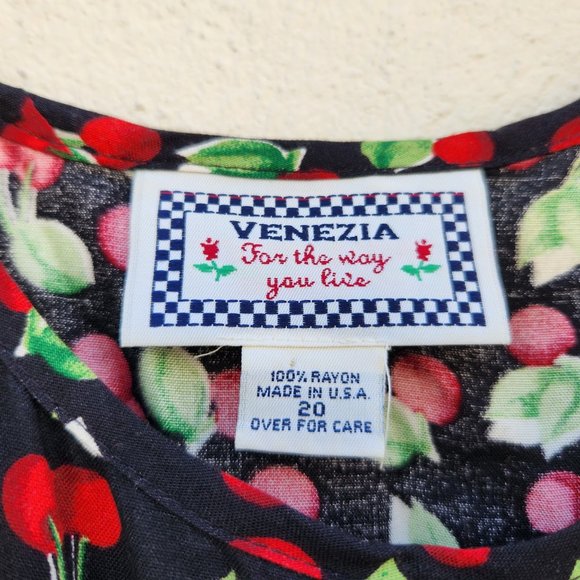 VENEZIA
For the way
you live
100% RAYON
MADE IN U.S.A.
20
OVER FOR CARE